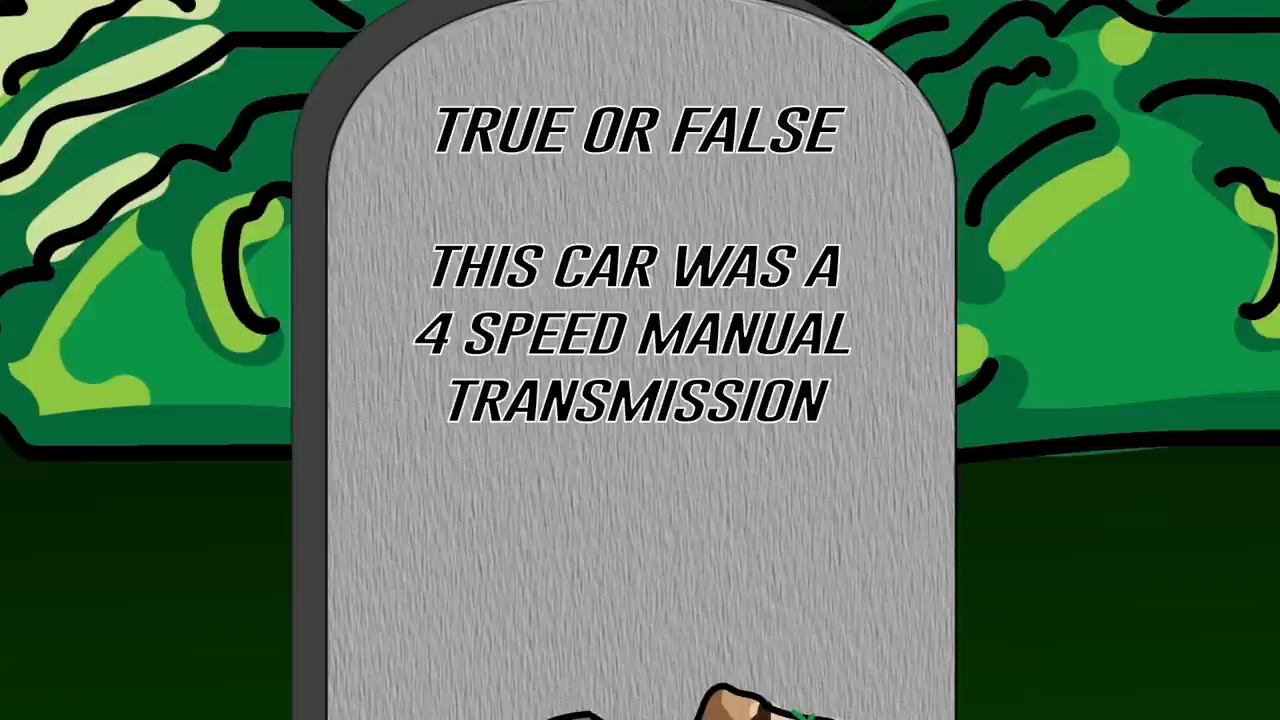 TRUE OR FALSE
THIS CAR WAS A
4 SPEED MANUAL
TRANSMISSION